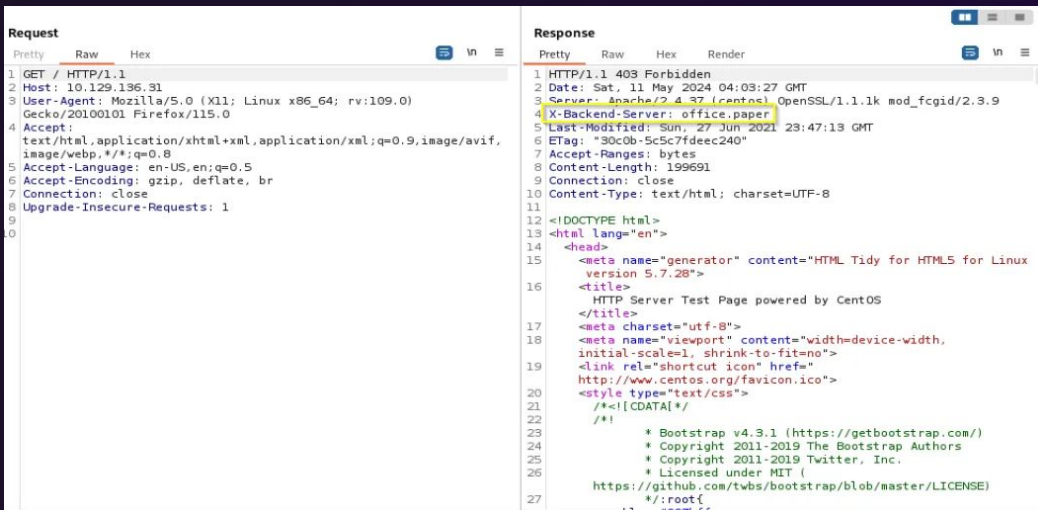 Request
Pretty Raw Hex
\n
1 GET / HTTP/1.1
2 Host: 10.129.136.31
3 User-Agent: Mozilla/5.0 (X11; Linux x86_64; rv:109.0)
Gecko/20100101 Firefox/115.0
4 Accept:
text/html,application/xhtml+xml,application/xml;q=0.9,image/avif,
image/webp,*/*;q=0.8
5 Accept-Language: en-US,en;q=0.5
6 Accept-Encoding: gzip, deflate, br
7 Connection: close
8 Upgrade-Insecure-Requests: 1
9
10
Response
Pretty Raw Hex Render
\n
1 HTTP/1.1 403 Forbidden
2 Date: Sat, 11 May 2024 04:03:27 GMT
3 Server: Apache/2.4.37 (centos) OpenSSL/1.1.1k mod_fcgid/2.3.9
4 X-Backend-Server: office.paper
5 Last-Modified: Sun, 27 Jun 2021 23:47:13 GMT
6 ETag: "30c0b-5c5c7fdeec240"
7 Accept-Ranges: bytes
8 Content-Length: 199691
9 Connection: close
10 Content-Type: text/html; charset=UTF-8
11
12 <!DOCTYPE html>
13 <html lang="en">
14 <head>
15 <meta name="generator" content="HTML Tidy for HTML5 for Linux
version 5.7.28">
16 <title>
HTTP Server Test Page powered by CentOS
</title>
17 <meta charset="utf-8">
18 <meta name="viewport" content="width=device-width,
initial-scale=1, shrink-to-fit=no">
19 <link rel="shortcut icon" href="
http://www.centos.org/favicon.ico">
20 <style type="text/css">
21 /*<![CDATA[*/
22 /*!
23 * Bootstrap v4.3.1 (https://getbootstrap.com/)
24 * Copyright 2011-2019 The Bootstrap Authors
25 * Copyright 2011-2019 Twitter, Inc.
26 * Licensed under MIT (
https://github.com/twbs/bootstrap/blob/master/LICENSE)
27 */:root{